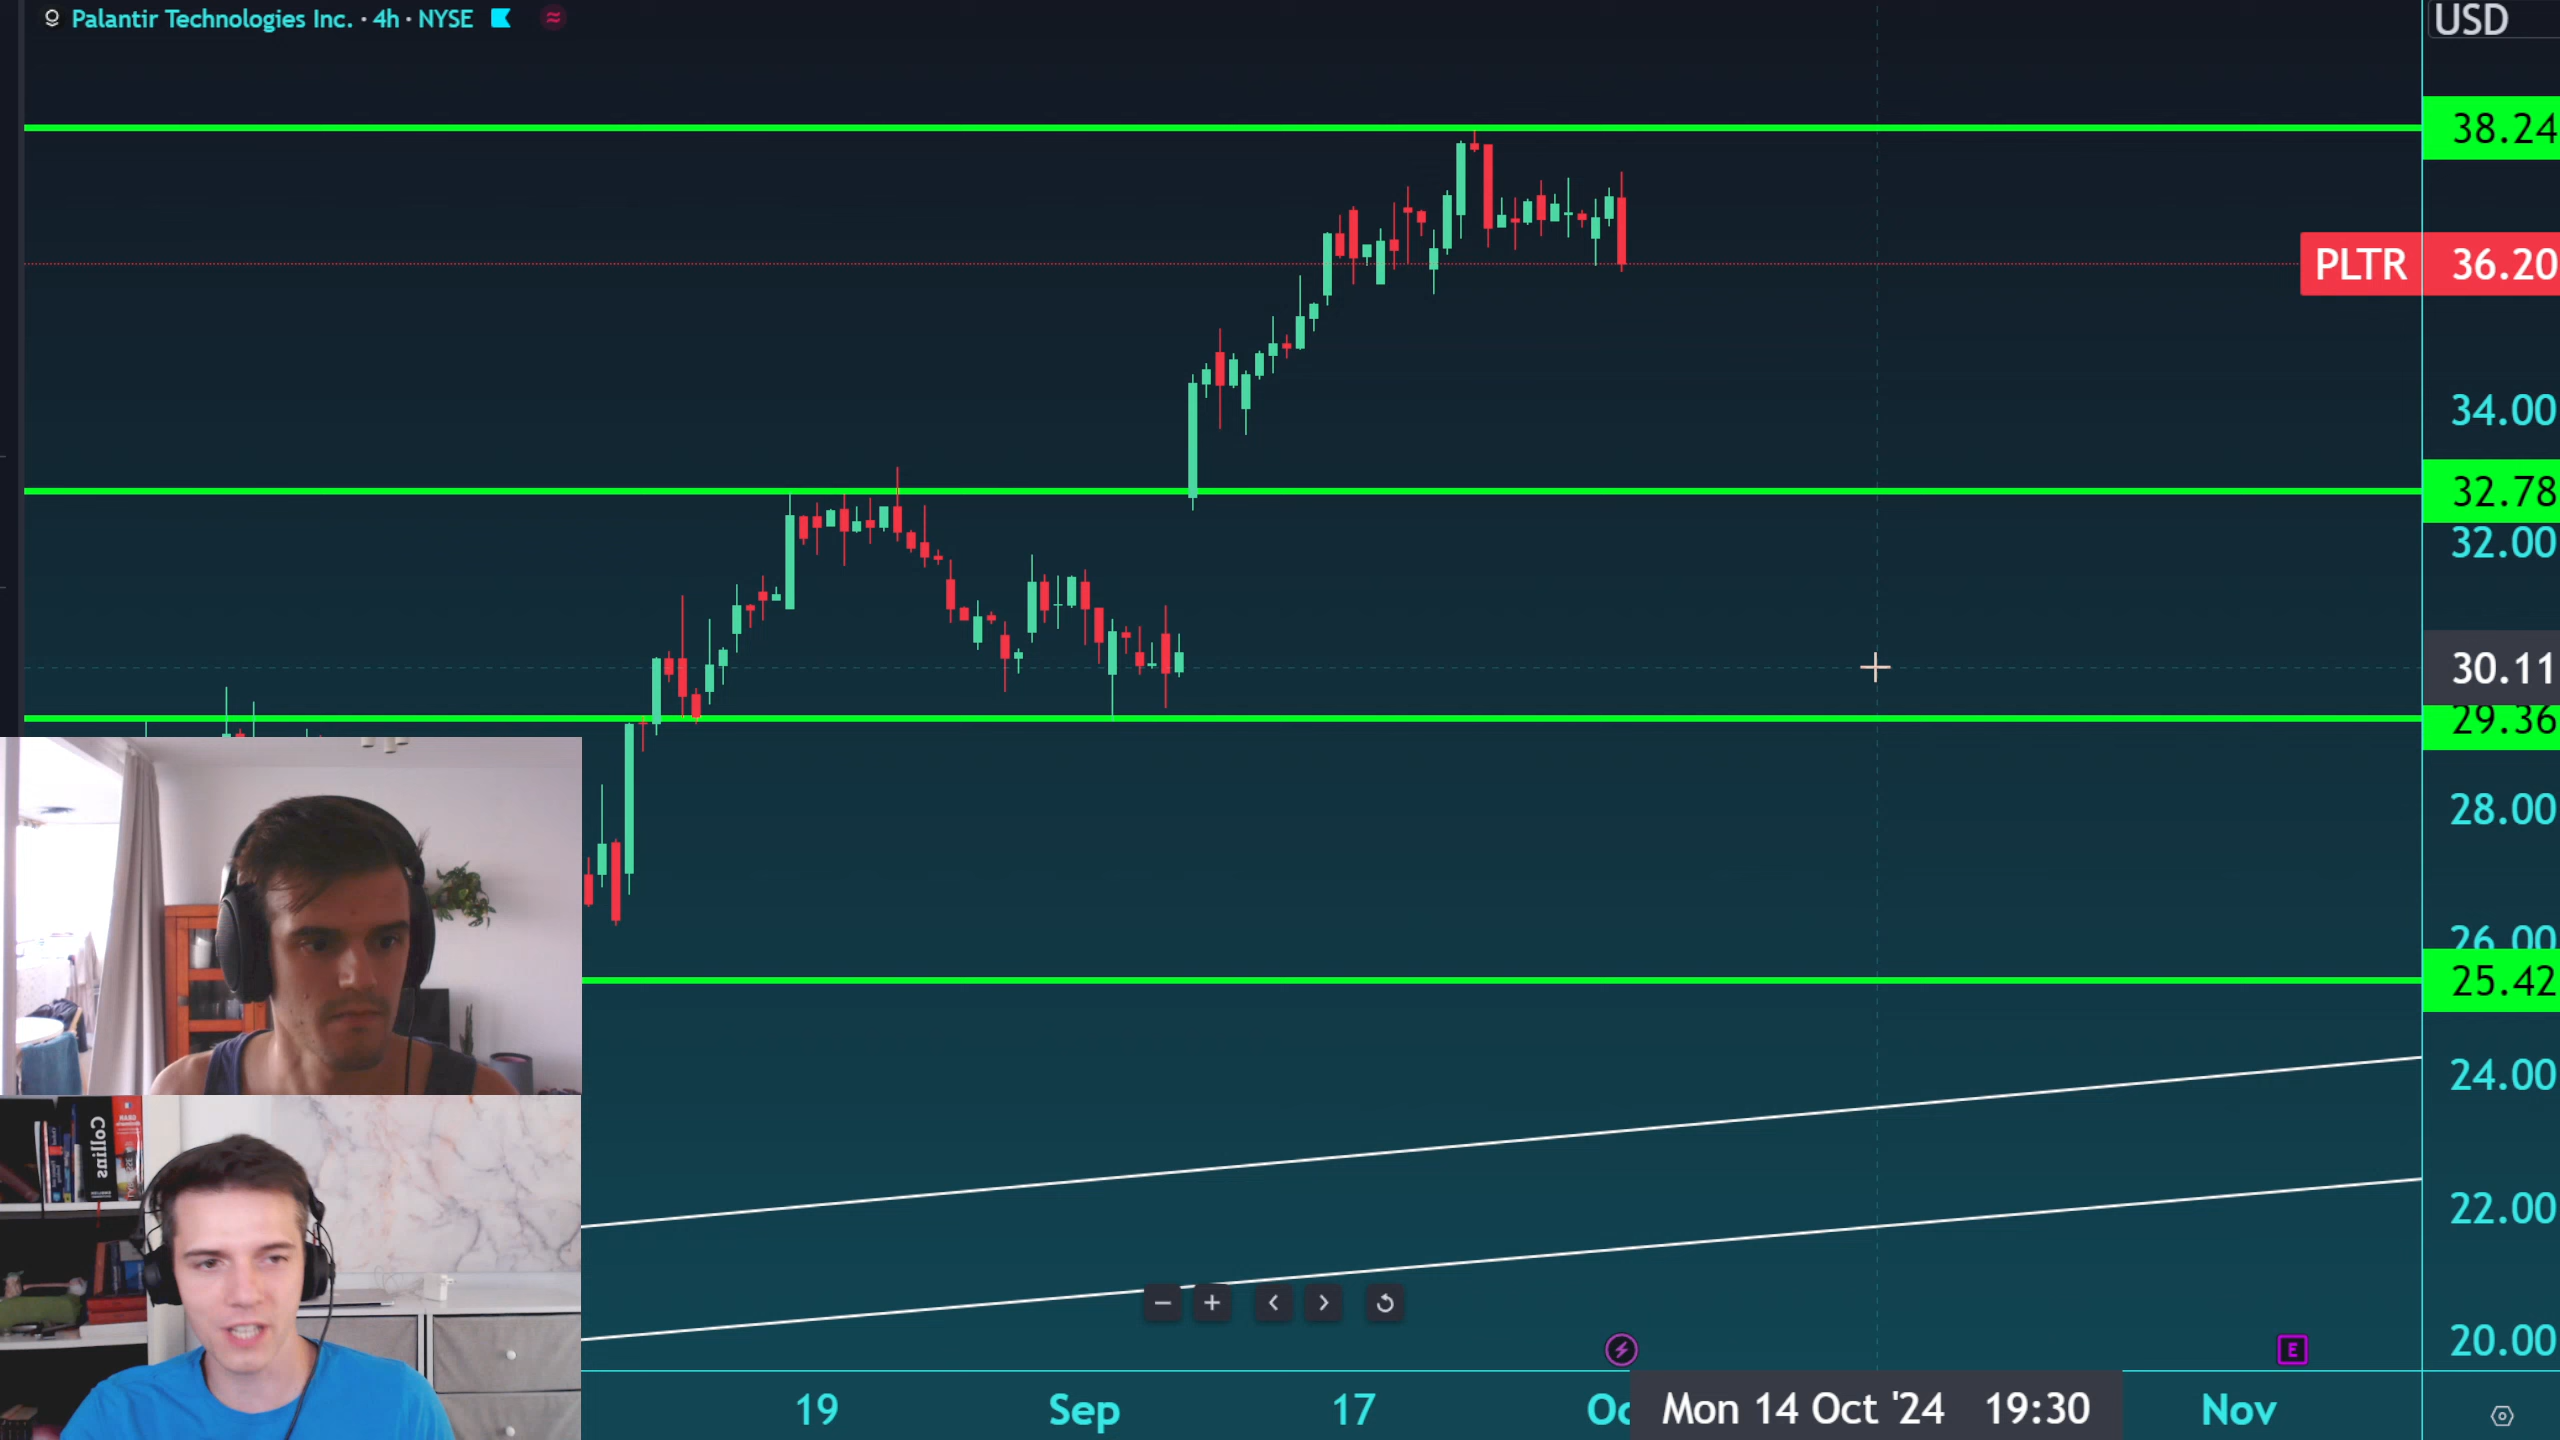 Palantir Technologies Inc. · 4h · NYSE
USD
38.24
PLTR 36.20
34.00
32.78
32.00
30.11
29.36
28.00
26.00
25.42
24.00
22.00
20.00
Collins
E
19 Sep 17 Oc Mon 14 Oct '24 19:30 Nov